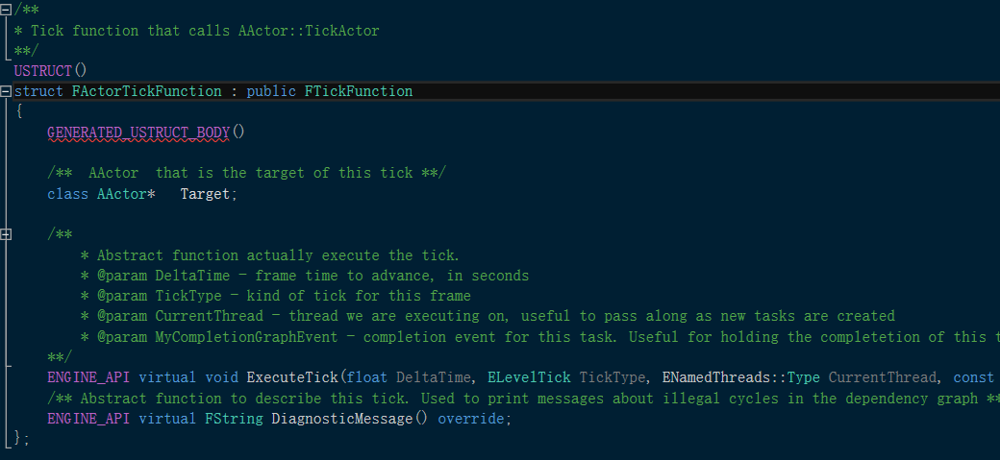 /**
* Tick function that calls AActor::TickActor
**/
USTRUCT()
struct FActorTickFunction : public FTickFunction
{
GENERATED_USTRUCT_BODY()
/**  AActor  that is the target of this tick **/
class AActor*   Target;
/**
* Abstract function actually execute the tick.
* @param DeltaTime - frame time to advance, in seconds
* @param TickType - kind of tick for this frame
* @param CurrentThread - thread we are executing on, useful to pass along as new tasks are created
* @param MyCompletionGraphEvent - completion event for this task. Useful for holding the completetion of this t
**/
ENGINE_API virtual void ExecuteTick(float DeltaTime, ELevelTick TickType, ENamedThreads::Type CurrentThread, const
/** Abstract function to describe this tick. Used to print messages about illegal cycles in the dependency graph **
ENGINE_API virtual FString DiagnosticMessage() override;
};